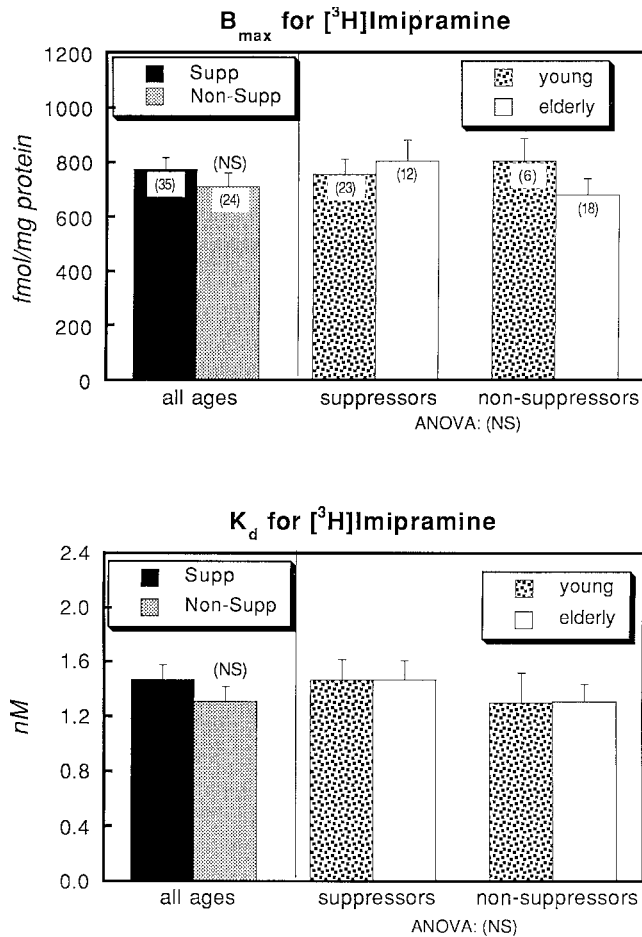 B_max for [³H]Imipramine
1200
1000
800
600
400
200
0
fmol/mg protein
Supp
Non-Supp
young
elderly
(NS)
(35)
(24)
(23)
(12)
(6)
(18)
all ages
suppressors
non-suppressors
ANOVA: (NS)
K_d for [³H]Imipramine
2.4
2.0
1.6
1.2
0.8
0.4
0.0
nM
Supp
Non-Supp
young
elderly
(NS)
all ages
suppressors
non-suppressors
ANOVA: (NS)